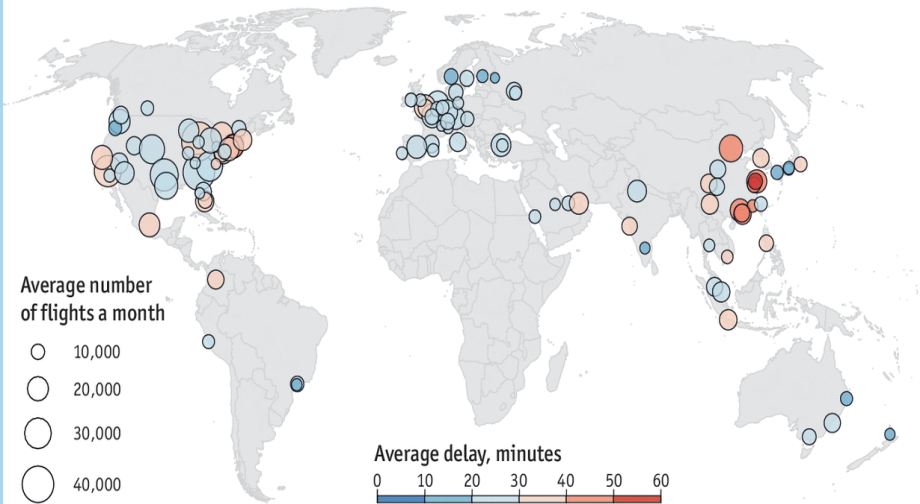 Average number
of flights a month
10,000
20,000
30,000
40,000
Average delay, minutes
0 10 20 30 40 50 60